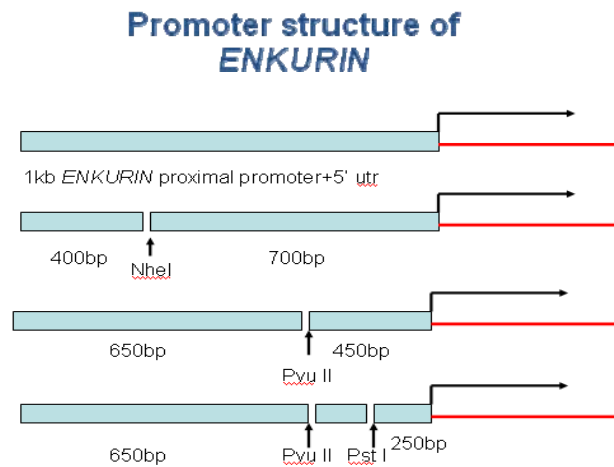 Promoter structure of
ENKURIN
1kb ENKURIN proximal promoter+5' utr
400bp
700bp
NheI
650bp
450bp
Pvu II
650bp
Pvu II
Pst I
250bp